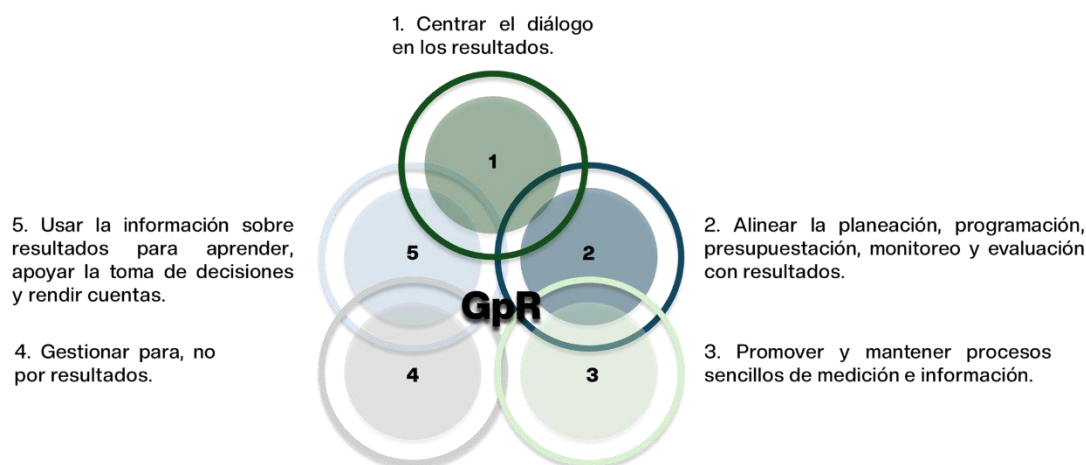 1. Centrar el diálogo
en los resultados.
1
5. Usar la información sobre
resultados para aprender,
apoyar la toma de decisiones
y rendir cuentas.
5
2
2. Alinear la planeación, programación,
presupuestación, monitoreo y evaluación
con resultados.
GpR
4. Gestionar para, no
por resultados.
4
3
3. Promover y mantener procesos
sencillos de medición e información.